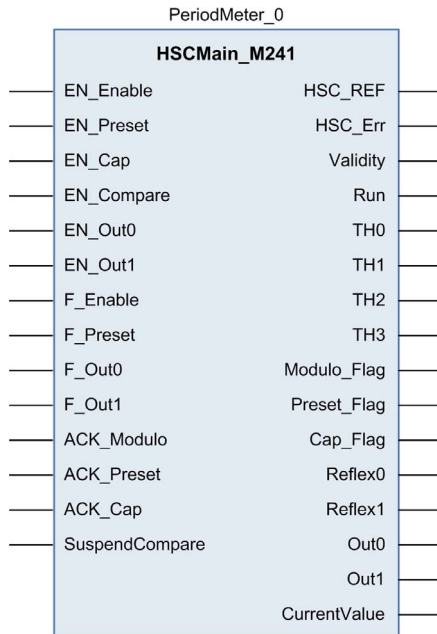 PeriodMeter_0
HSCMain_M241
EN_Enable HSC_REF
EN_Preset HSC_Err
EN_Cap Validity
EN_Compare Run
EN_Out0 TH0
EN_Out1 TH1
F_Enable TH2
F_Preset TH3
F_Out0 Modulo_Flag
F_Out1 Preset_Flag
ACK_Modulo Cap_Flag
ACK_Preset Reflex0
ACK_Cap Reflex1
SuspendCompare Out0
Out1
CurrentValue